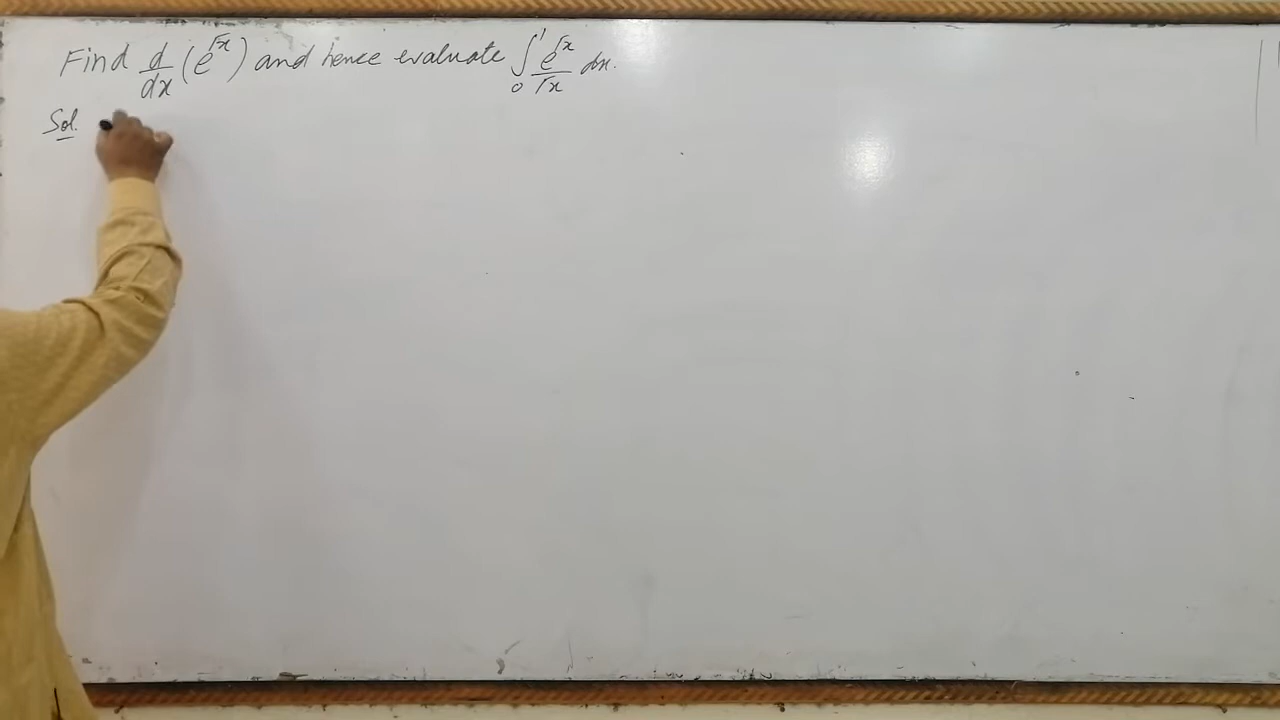 Find d/dx (e^√x) and hence evaluate ∫₀¹ e^√x/√x dx.
Sol.